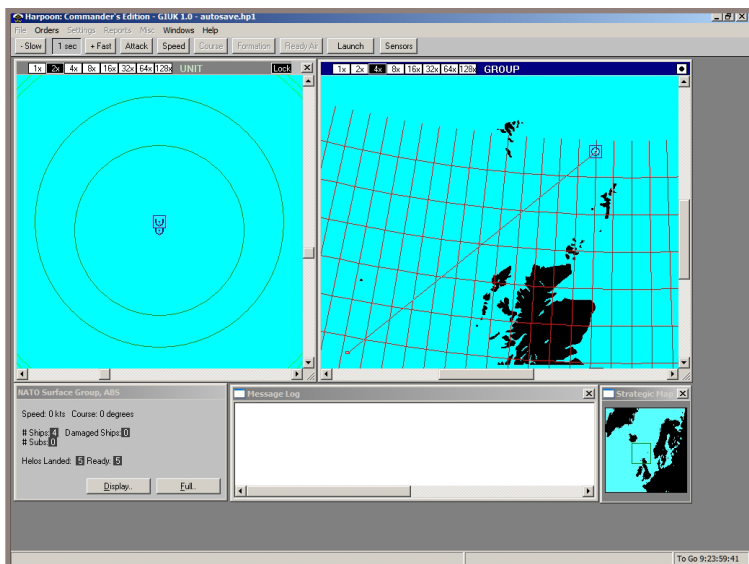 Harpoon: Commander's Edition - GIUK 1.0 - autosave.hp1
File Orders Settings Reports Misc Windows Help
- Slow 1 sec + Fast Attack Speed Course Formation Ready Air Launch Sensors
1x 2x 4x 8x 16x 32x 64x 128x UNIT Lock
1x 2x 4x 8x 16x 32x 64x 128x GROUP
NATO Surface Group, ABS
Speed: 0 kts Course: 0 degrees
# Ships: 4 Damaged Ships: 0
# Subs: 0
Helos Landed: 5 Ready: 5
Display.. Full..
Message Log
Strategic Map
To Go 9:23:59:41